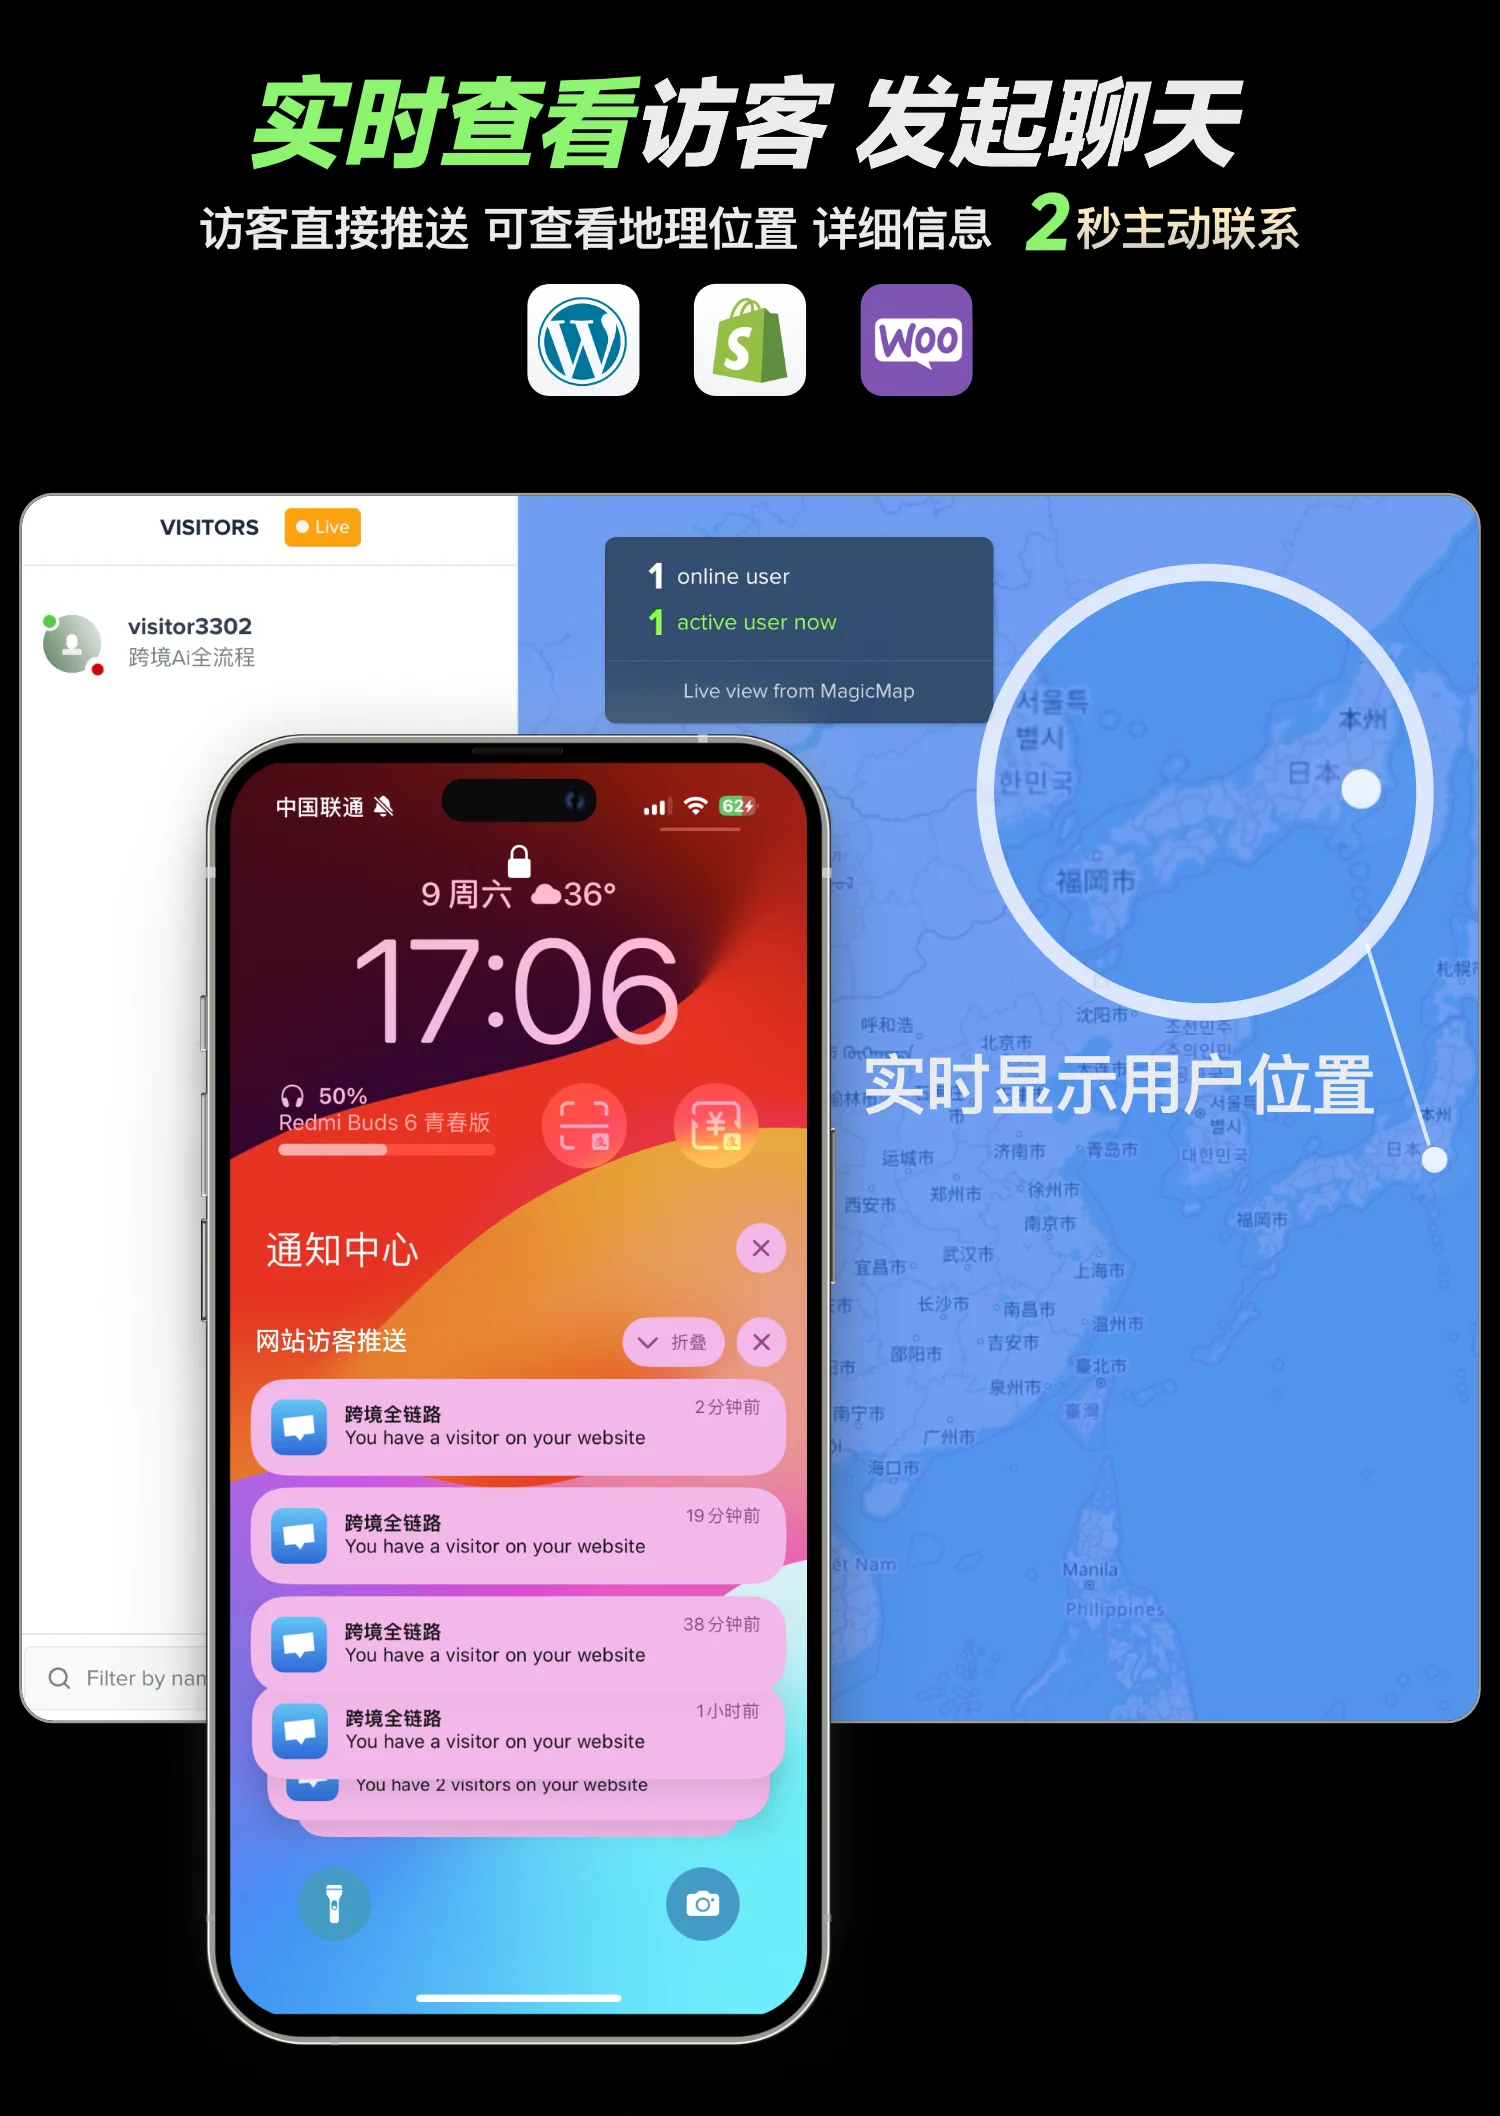 实时查看访客 发起聊天
访客直接推送 可查看地理位置 详细信息 2秒主动联系
W
S
Woo
VISITORS
Live
visitor3302
跨境Ai全流程
1 online user
1 active user now
Live view from MagicMap
서울특
별시
한민국
本州
日本
福冈市
中国联通
62
9 周六 36°
17:06
50%
Redmi Buds 6 青春版
实时显示用户位置
呼和浩
北京市
沈阳市
조선민주
주의인민
札幌市
서울특
별시
대한민국
本州
日本
福冈市
运城市
济南市
青岛市
西安市
郑州市
徐州市
南京市
宜昌市
武汉市
上海市
长沙市
南昌市
温州市
邵阳市
吉安市
臺北市
泉州市
臺灣
南宁市
广州市
海口市
ệt Nam
Manila
Philippines
通知中心
网站访客推送
折叠
跨境全链路
2分钟前
You have a visitor on your website
跨境全链路
19分钟前
You have a visitor on your website
跨境全链路
38分钟前
You have a visitor on your website
跨境全链路
1小时前
You have a visitor on your website
You have 2 visitors on your website
Filter by nam